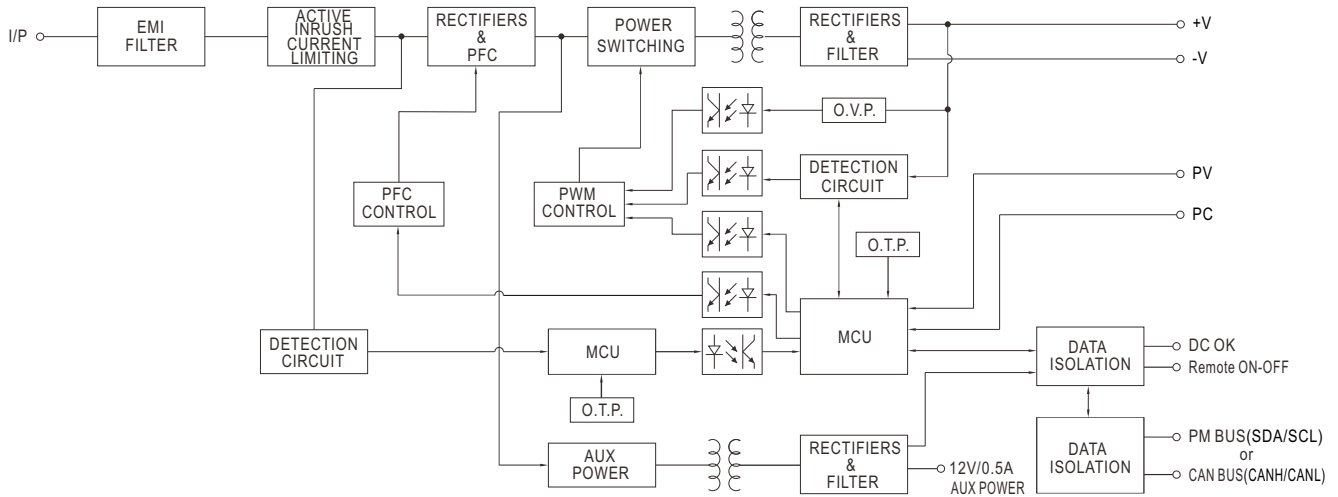 I/P
EMI
FILTER
ACTIVE
INRUSH
CURRENT
LIMITING
RECTIFIERS
&
PFC
POWER
SWITCHING
RECTIFIERS
&
FILTER
+V
-V
O.V.P.
DETECTION
CIRCUIT
PFC
CONTROL
PWM
CONTROL
PV
PC
O.T.P.
DETECTION
CIRCUIT
MCU
MCU
DATA
ISOLATION
DC OK
Remote ON-OFF
O.T.P.
AUX
POWER
RECTIFIERS
&
FILTER
12V/0.5A
AUX POWER
DATA
ISOLATION
PM BUS(SDA/SCL)
or
CAN BUS(CANH/CANL)